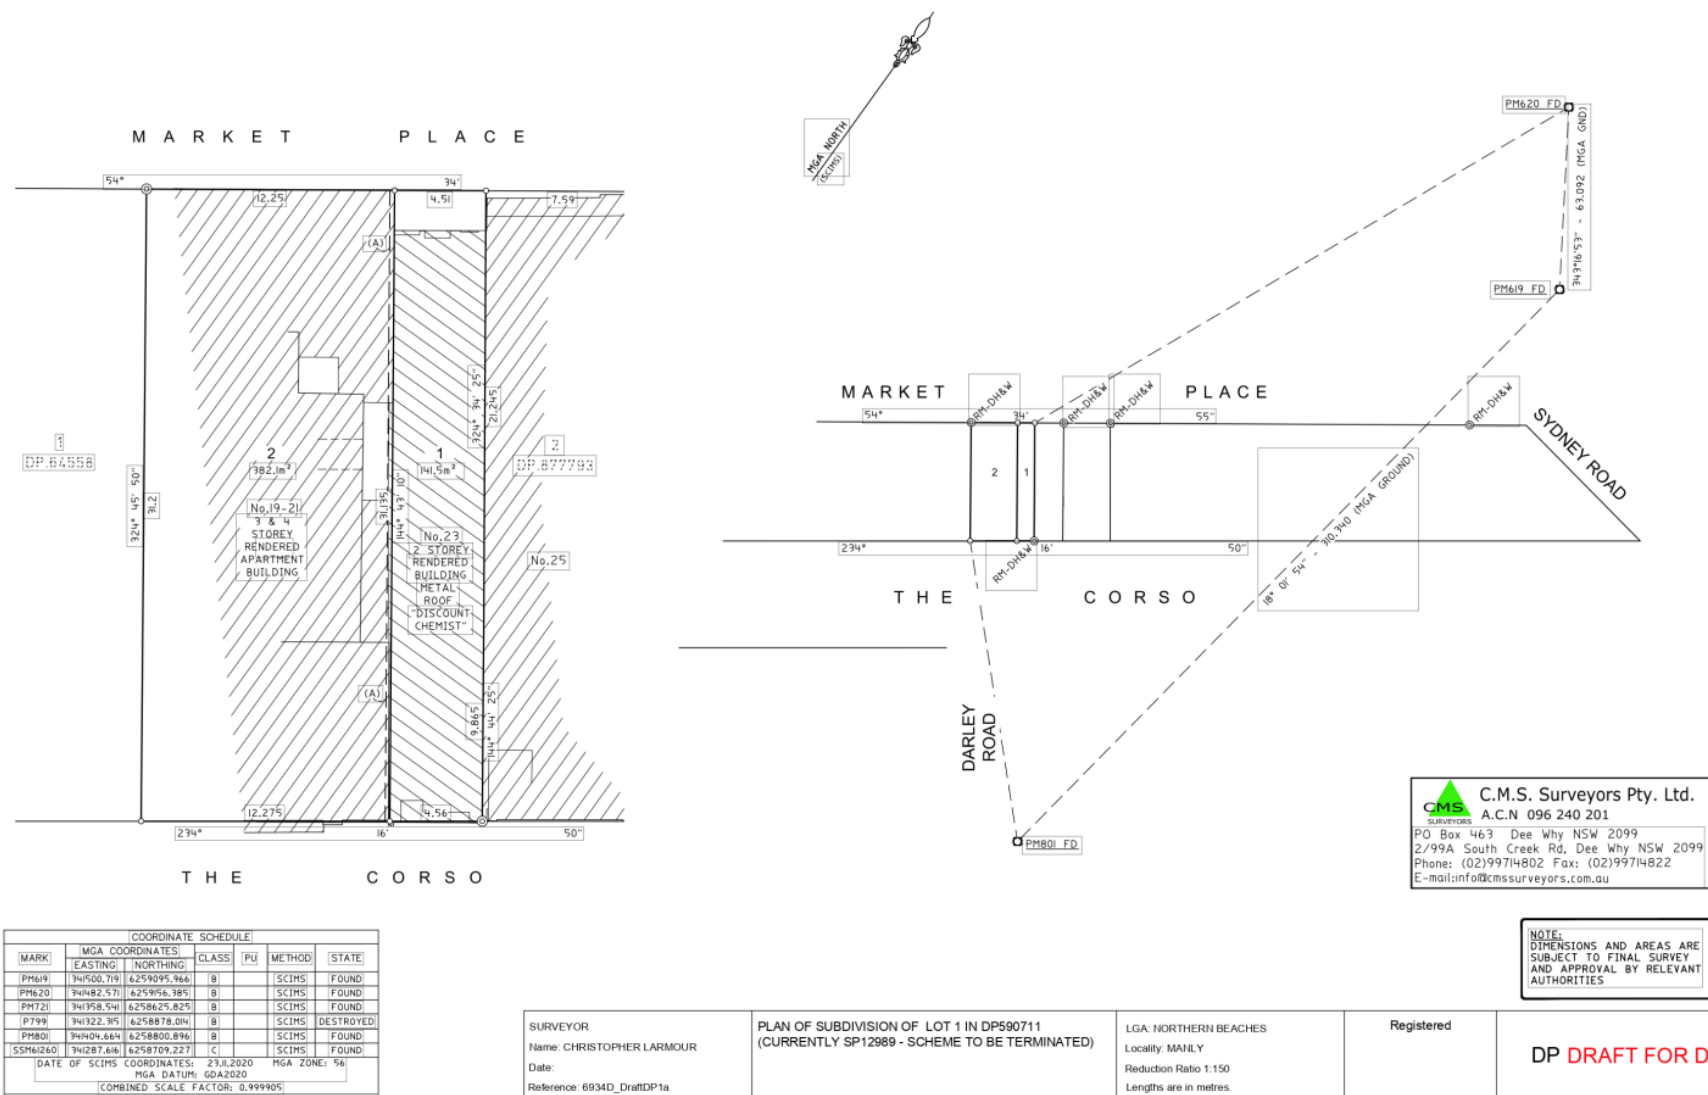 MARKET PLACE
54° 34'
12.25
4.51
7.59
(A)
324° 34' 25"
21.245
1
DP.64558
2
382.1m²
1
141.5m²
2
DP.877793
324° 45' 50"
31.2
31.135
144° 43' 10"
No.19-21
3 & 4
STOREY
RENDERED
APARTMENT
BUILDING
No.23
2 STOREY
RENDERED
BUILDING
METAL
ROOF
"DISCOUNT
CHEMIST"
No.25
(A)
9.865
144° 44' 25"
12.275
4.56
234° 16' 50"
THE CORSO
MGA NORTH
(SCIMS)
PM620 FD
343°16'53" - 63.092 (MGA GND)
PM619 FD
MARKET PLACE
RM-DH&W
RM-DH&W
RM-DH&W
RM-DH&W
54° 34' 55"
SYDNEY ROAD
2
1
18° 01' 54" - 310.340 (MGA GROUND)
234° 16' 50"
RM-DH&W
THE CORSO
DARLEY
ROAD
PM801 FD
CMS
SURVEYORS
C.M.S. Surveyors Pty. Ltd.
A.C.N 096 240 201
PO Box 463 Dee Why NSW 2099
2/99A South Creek Rd, Dee Why NSW 2099
Phone: (02)99714802 Fax: (02)99714822
E-mail:info@cmssurveyors.com.au
NOTE:
DIMENSIONS AND AREAS ARE
SUBJECT TO FINAL SURVEY
AND APPROVAL BY RELEVANT
AUTHORITIES
COORDINATE SCHEDULE
MARK MGA COORDINATES CLASS PU METHOD STATE
EASTING NORTHING
PM619 341500.719 6259095.966 B SCIMS FOUND
PM620 341482.571 6259156.385 B SCIMS FOUND
PM721 341358.541 6258625.825 B SCIMS FOUND
P799 341322.315 6258878.014 B SCIMS DESTROYED
PM801 341404.664 6258800.896 B SCIMS FOUND
SSM61260 341287.616 6258709.227 C SCIMS FOUND
DATE OF SCIMS COORDINATES: 23.11.2020 MGA ZONE: 56
MGA DATUM: GDA2020
COMBINED SCALE FACTOR: 0.999905
SURVEYOR
Name: CHRISTOPHER LARMOUR
Date:
Reference: 6934D_DraftDP1a
PLAN OF SUBDIVISION OF LOT 1 IN DP590711
(CURRENTLY SP12989 - SCHEME TO BE TERMINATED)
LGA: NORTHERN BEACHES
Locality: MANLY
Reduction Ratio 1:150
Lengths are in metres.
Registered
DP DRAFT FOR D